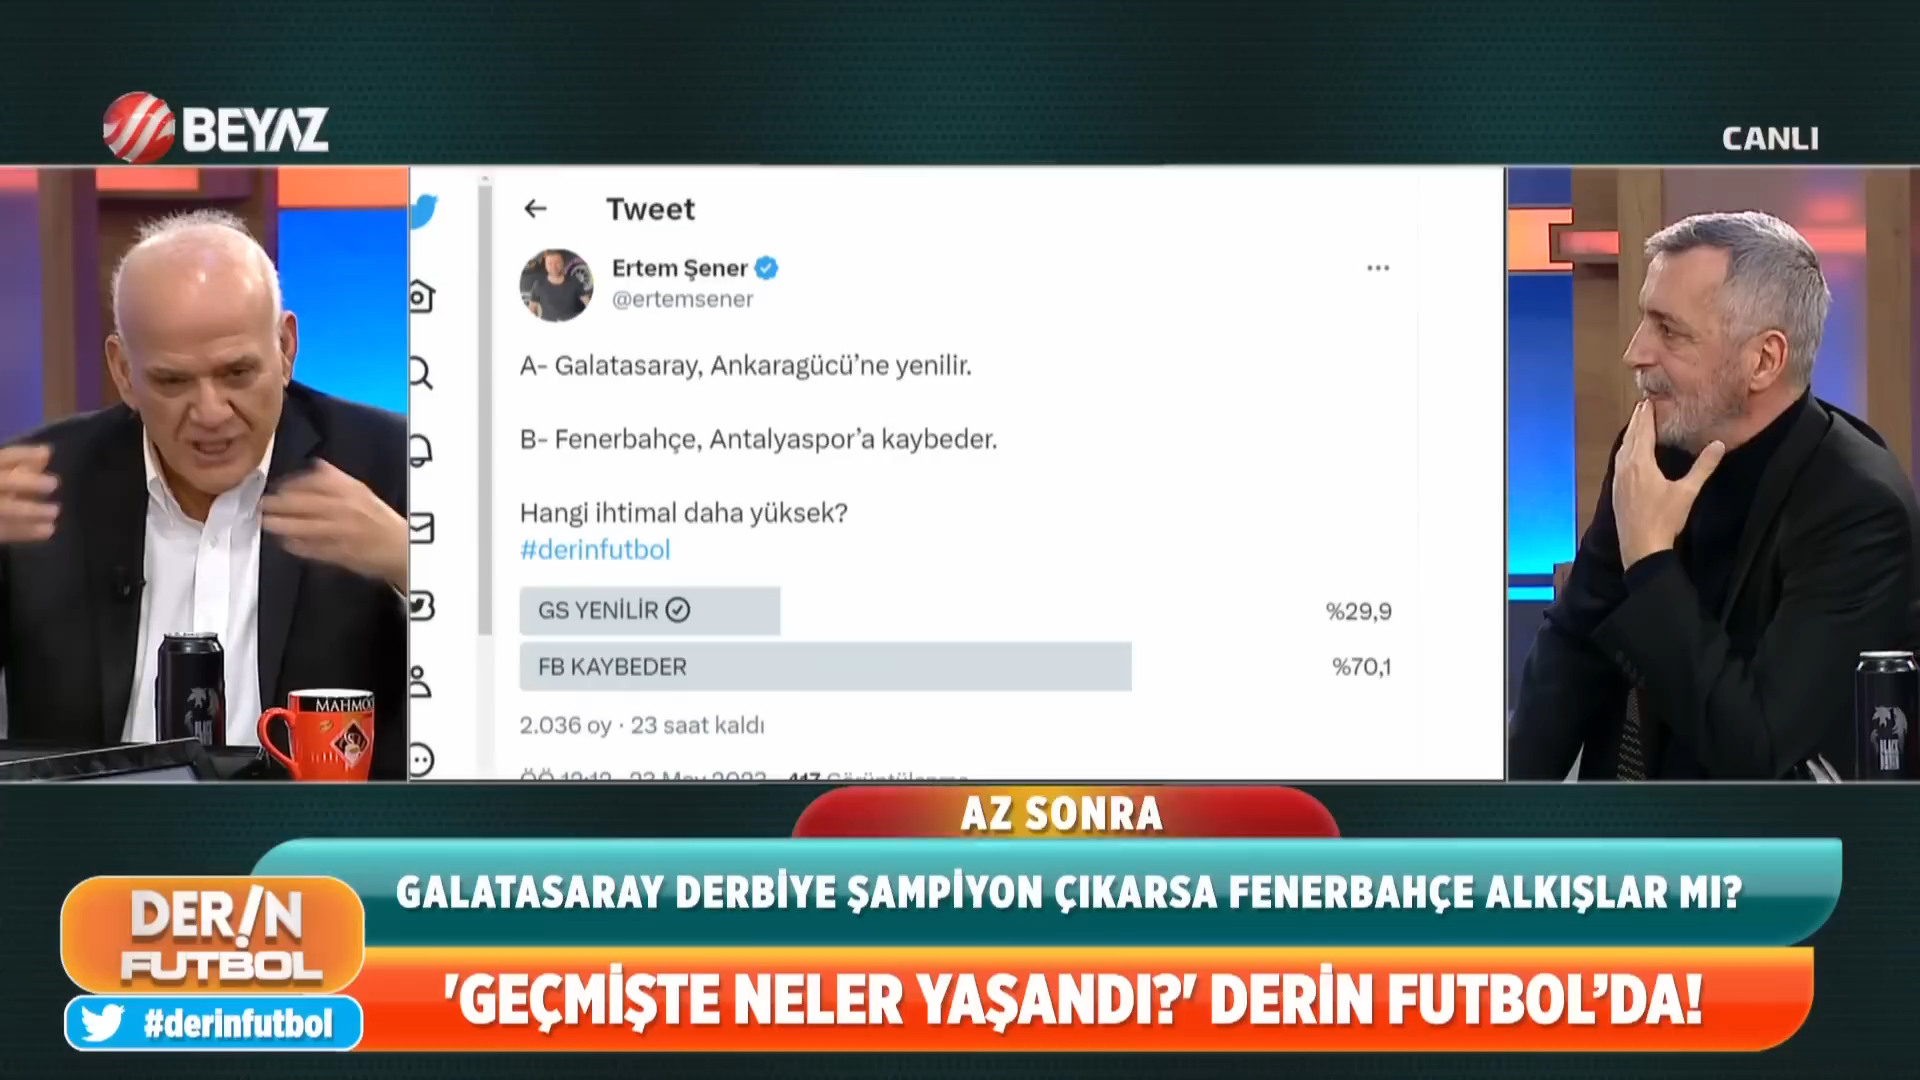 BEYAZ
CANLI
Tweet
Ertem Şener
@ertemsener
A- Galatasaray, Ankaragücü’ne yenilir.
B- Fenerbahçe, Antalyaspor’a kaybeder.
Hangi ihtimal daha yüksek?
#derinfutbol
GS YENİLİR %29,9
FB KAYBEDER %70,1
2.036 oy · 23 saat kaldı
AZ SONRA
GALATASARAY DERBİYE ŞAMPİYON ÇIKARSA FENERBAHÇE ALKIŞLAR MI?
DER!N
FUTBOL
'GEÇMİŞTE NELER YAŞANDI?' DERİN FUTBOL’DA!
#derinfutbol